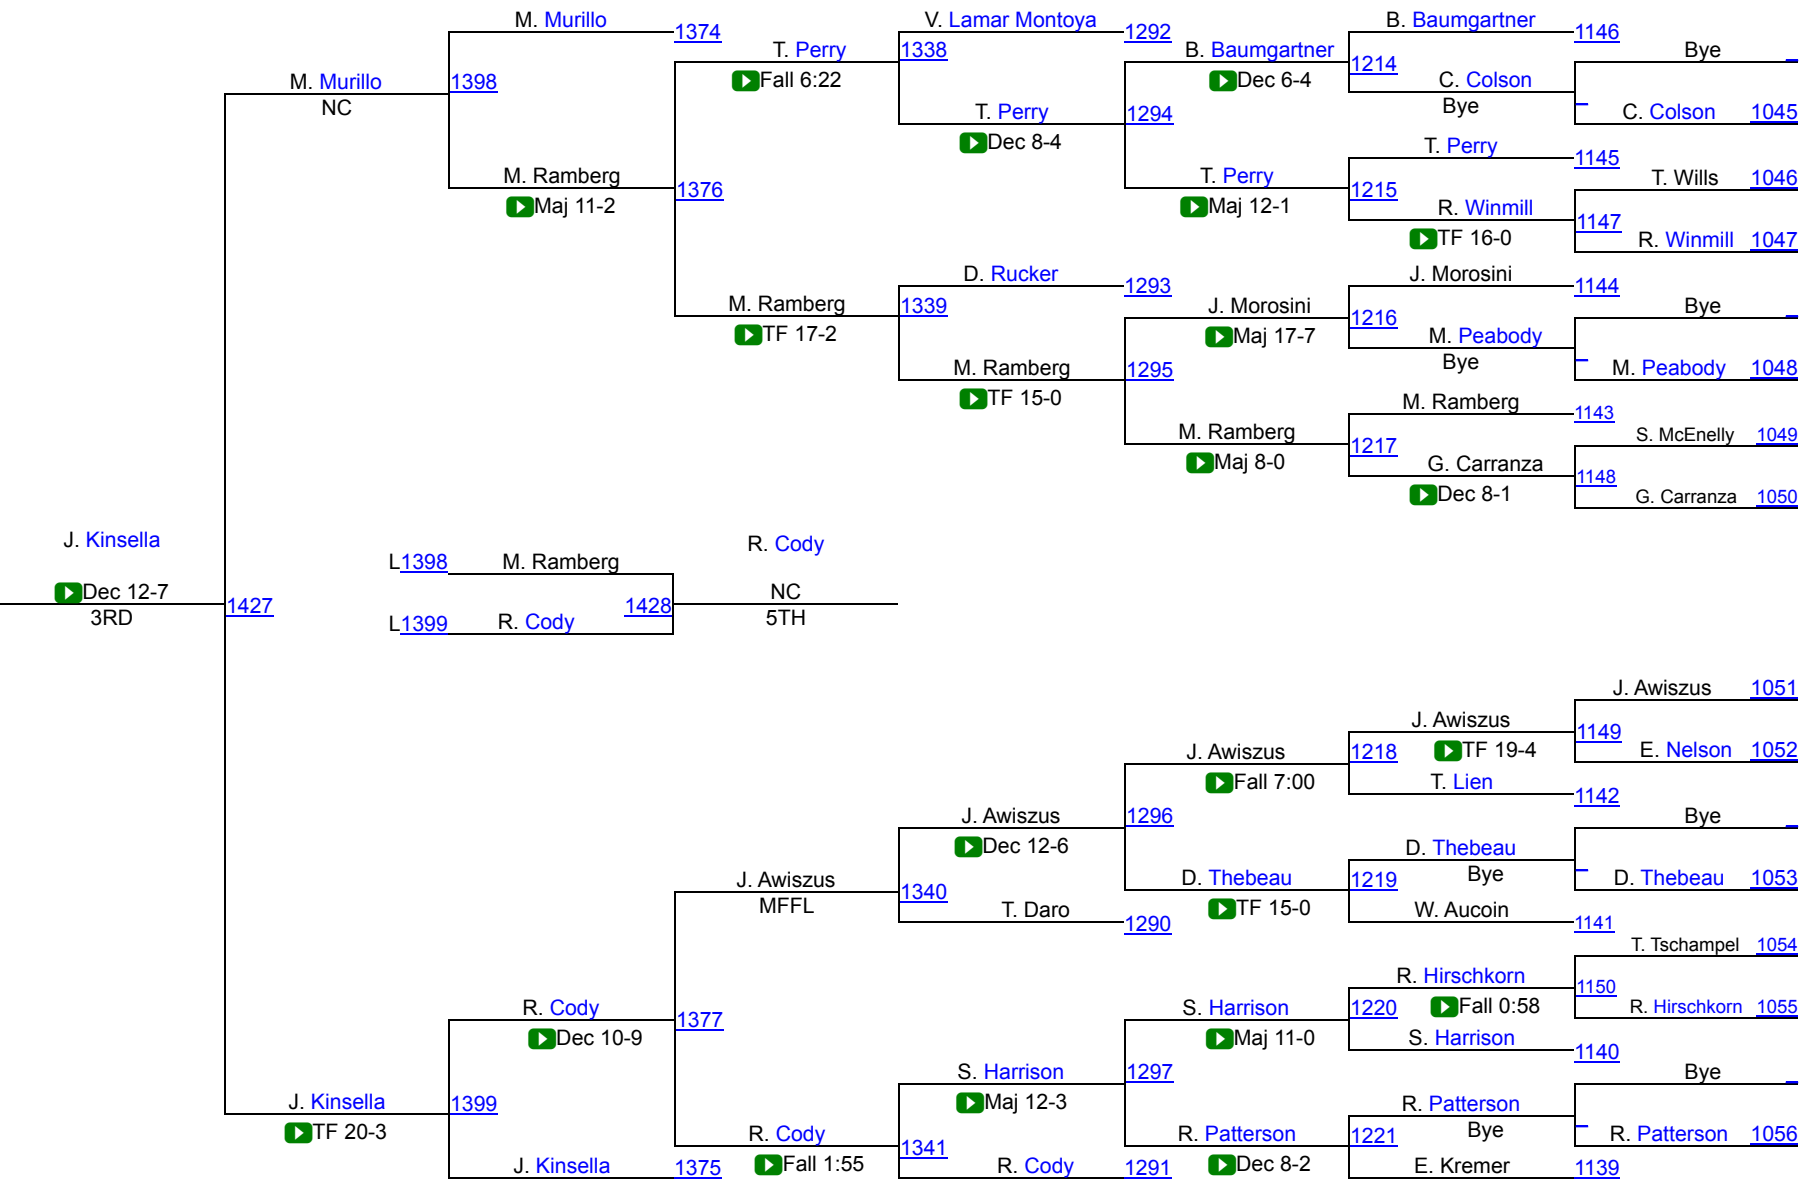 M. Murillo
1374
V. Lamar Montoya
1292
B. Baumgartner
1146
T. Perry
1338
B. Baumgartner
1214
Bye
M. Murillo
1398
Fall 6:22
Dec 6-4
C. Colson
NC
T. Perry
1294
Bye
C. Colson
1045
Dec 8-4
T. Perry
1145
M. Ramberg
1376
T. Perry
1215
T. Wills
1046
Maj 11-2
Maj 12-1
R. Winmill
1147
TF 16-0
R. Winmill
1047
D. Rucker
1293
J. Morosini
1144
M. Ramberg
1339
J. Morosini
1216
Bye
TF 17-2
Maj 17-7
M. Peabody
M. Ramberg
1295
Bye
M. Peabody
1048
TF 15-0
M. Ramberg
1143
M. Ramberg
1217
S. McEnelly
1049
Maj 8-0
G. Carranza
1148
Dec 8-1
G. Carranza
1050
J. Kinsella
R. Cody
L1398
M. Ramberg
Dec 12-7
1427
1428
NC
3RD
L1399
R. Cody
5TH
J. Awiszus
1051
J. Awiszus
1149
J. Awiszus
1218
TF 19-4
E. Nelson
1052
Fall 7:00
T. Lien
1142
J. Awiszus
1296
Bye
Dec 12-6
D. Thebeau
J. Awiszus
1340
D. Thebeau
1219
Bye
D. Thebeau
1053
MFFL
T. Daro
1290
TF 15-0
W. Aucoin
1141
T. Tschampel
1054
R. Hirschkorn
1150
R. Cody
1377
S. Harrison
1220
Fall 0:58
R. Hirschkorn
1055
Dec 10-9
Maj 11-0
S. Harrison
1140
S. Harrison
1297
Bye
J. Kinsella
1399
Maj 12-3
R. Patterson
TF 20-3
R. Cody
1341
R. Patterson
1221
Bye
R. Patterson
1056
J. Kinsella
1375
Fall 1:55
R. Cody
1291
Dec 8-2
E. Kremer
1139